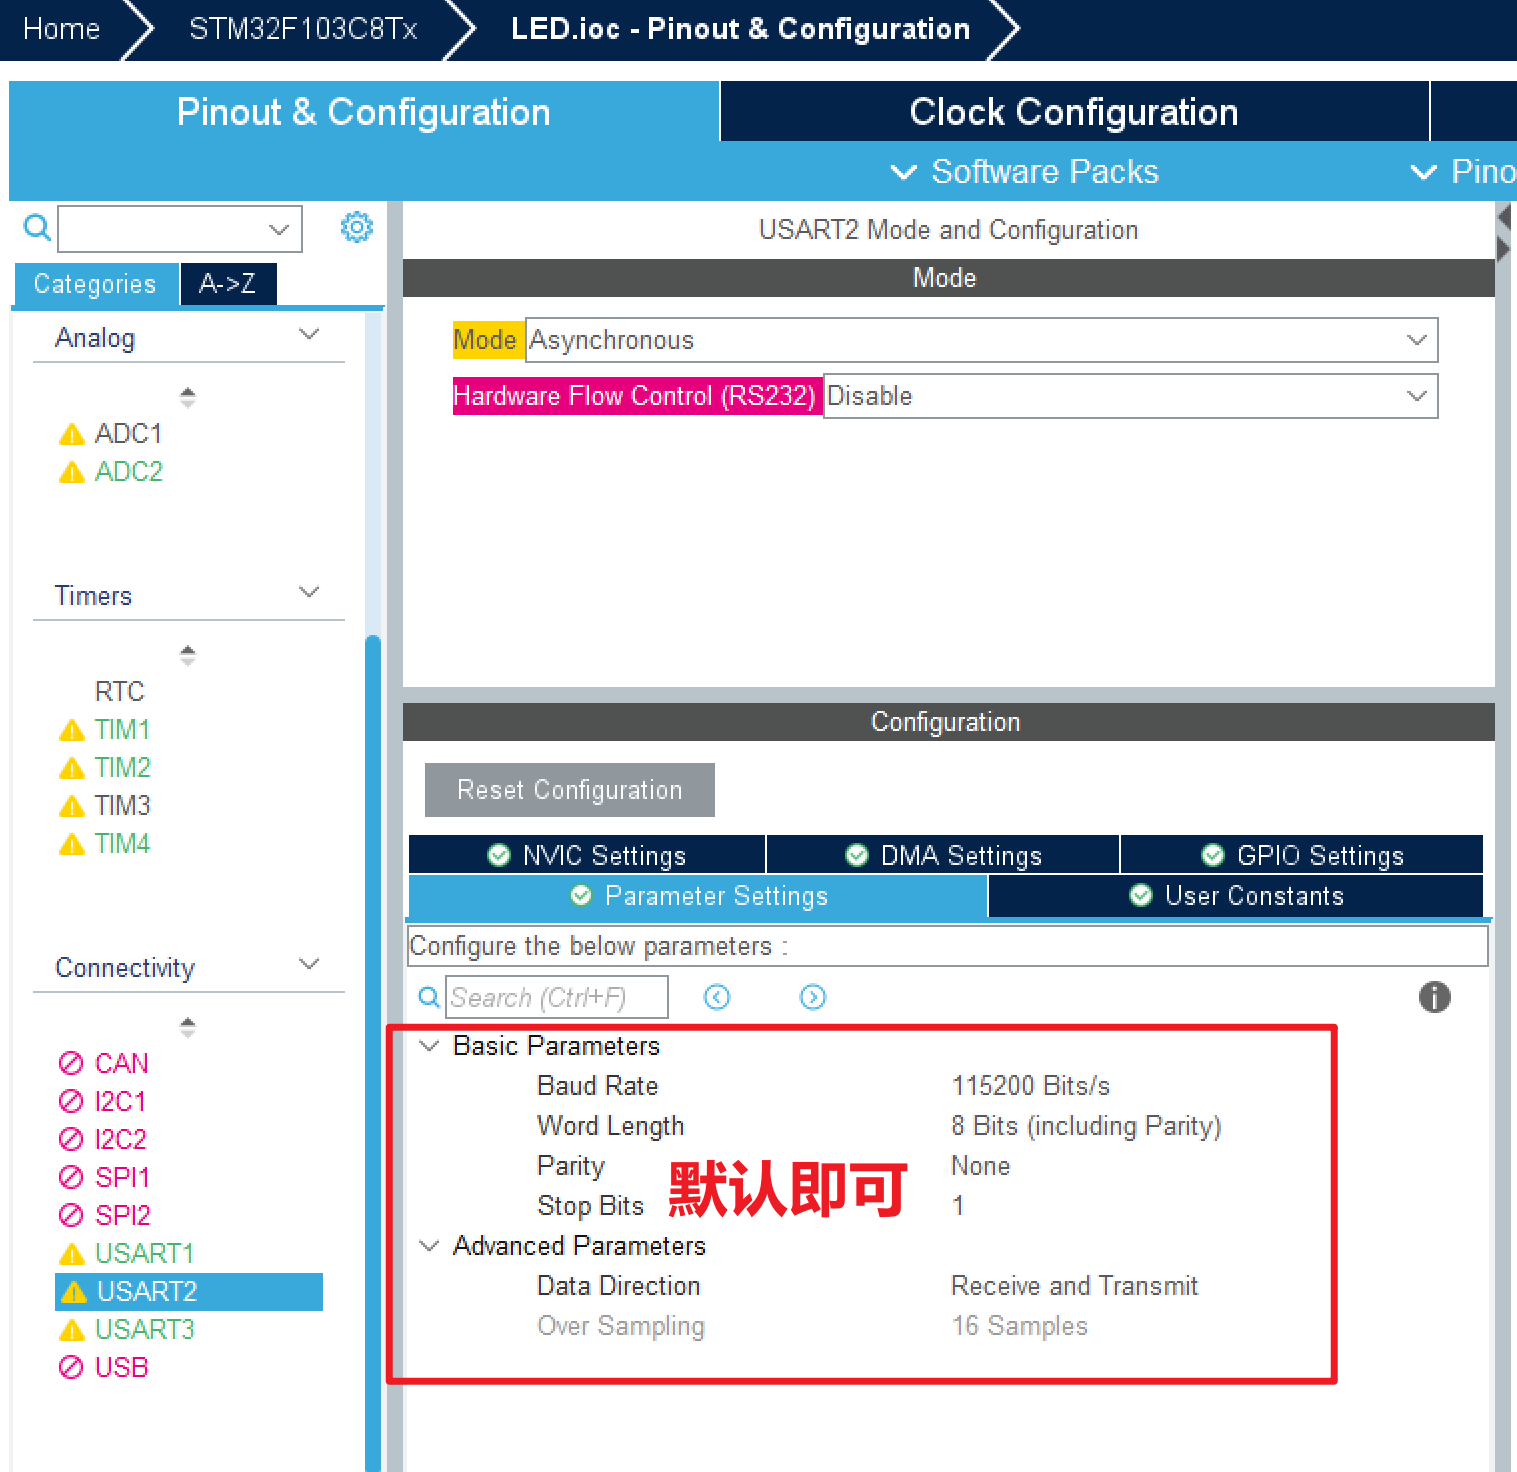 Home
STM32F103C8Tx
LED.ioc - Pinout & Configuration
Pinout & Configuration
Clock Configuration
Software Packs
Pino
Categories
A->Z
Analog
ADC1
ADC2
Timers
RTC
TIM1
TIM2
TIM3
TIM4
Connectivity
CAN
I2C1
I2C2
SPI1
SPI2
USART1
USART2
USART3
USB
USART2 Mode and Configuration
Mode
Mode Asynchronous
Hardware Flow Control (RS232) Disable
Configuration
Reset Configuration
NVIC Settings
DMA Settings
GPIO Settings
Parameter Settings
User Constants
Configure the below parameters :
Search (Ctrl+F)
Basic Parameters
Baud Rate 115200 Bits/s
Word Length 8 Bits (including Parity)
Parity None
Stop Bits 1
默认即可
Advanced Parameters
Data Direction Receive and Transmit
Over Sampling 16 Samples